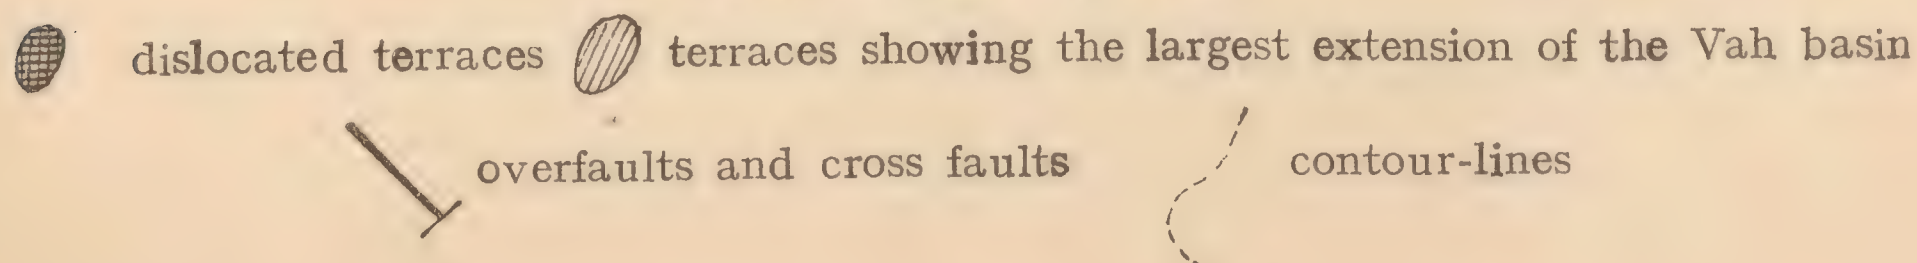 dislocated terraces terraces showing the largest extension of the Vah basin
overfaults and cross faults contour-lines